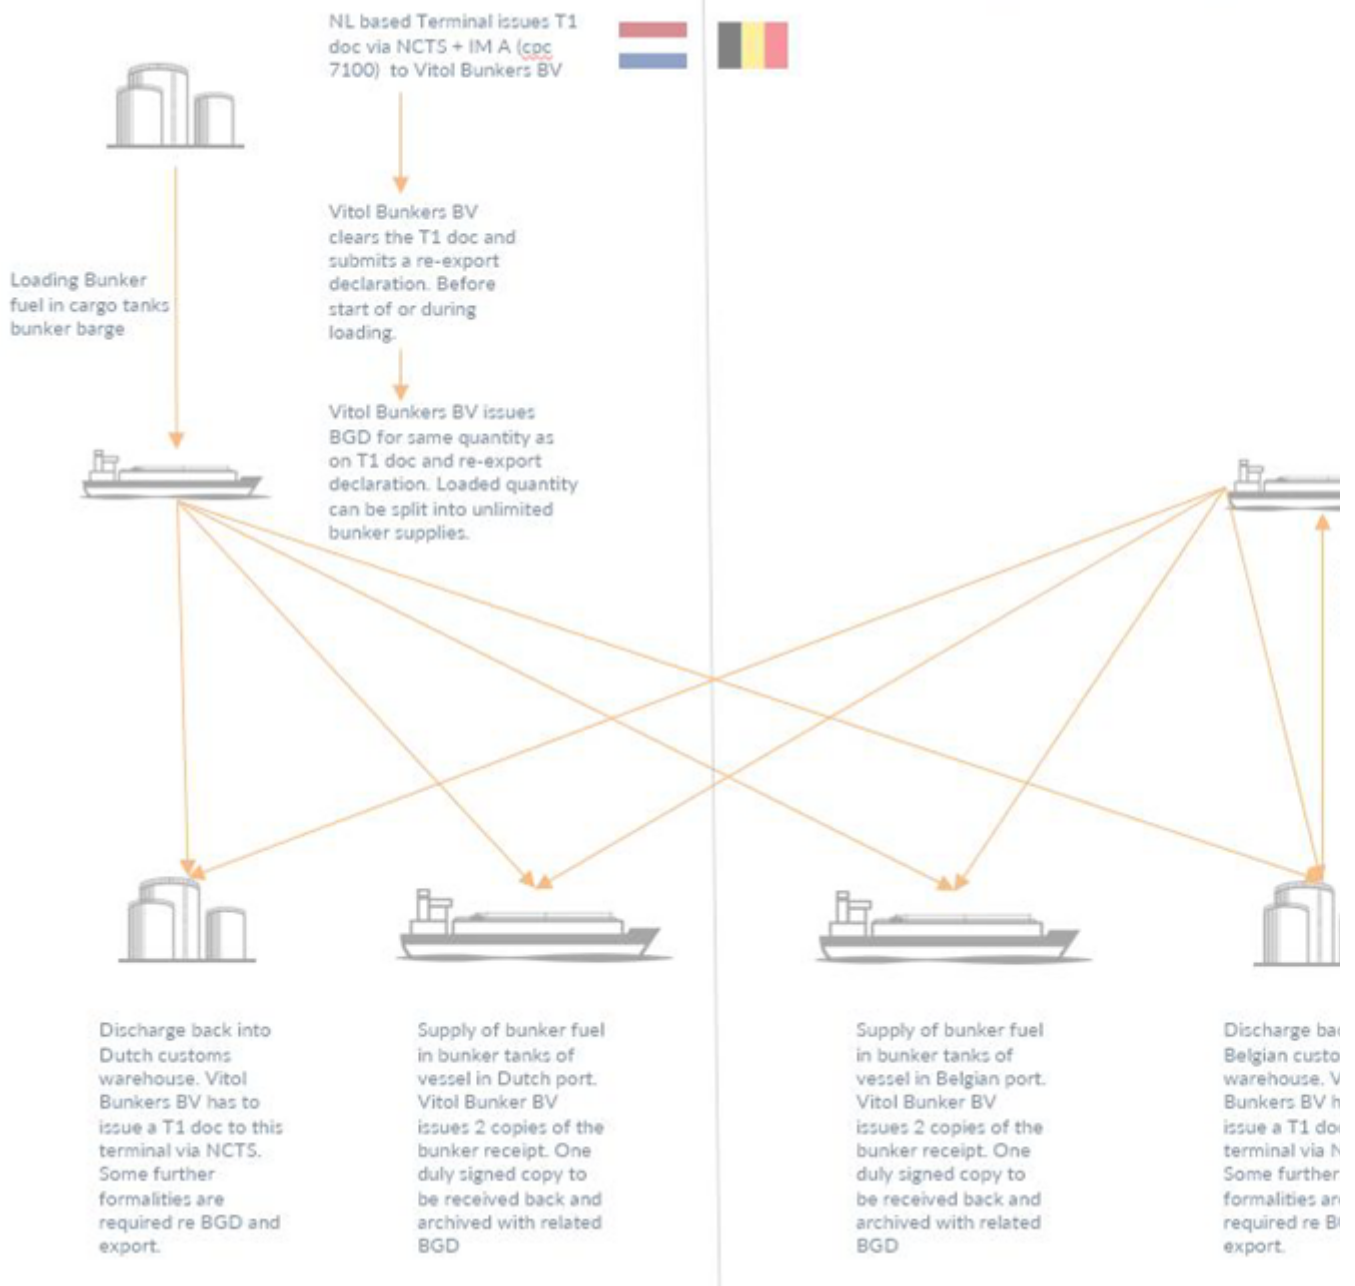 NL based Terminal issues T1
doc via NCTS + IM A (cpc
7100) to Vitol Bunkers BV
Vitol Bunkers BV
clears the T1 doc and
submits a re-export
declaration. Before
start of or during
loading.
Loading Bunker
fuel in cargo tanks
bunker barge
Vitol Bunkers BV issues
BGD for same quantity as
on T1 doc and re-export
declaration. Loaded quantity
can be split into unlimited
bunker supplies.
Discharge back into
Dutch customs
warehouse. Vitol
Bunkers BV has to
issue a T1 doc to this
terminal via NCTS.
Some further
formalities are
required re BGD and
export.
Supply of bunker fuel
in bunker tanks of
vessel in Dutch port.
Vitol Bunker BV
issues 2 copies of the
bunker receipt. One
duly signed copy to
be received back and
archived with related
BGD
Supply of bunker fuel
in bunker tanks of
vessel in Belgian port.
Vitol Bunker BV
issues 2 copies of the
bunker receipt. One
duly signed copy to
be received back and
archived with related
BGD
Discharge
Belgian
warehouse.
Bunkers BV
issue a T1
terminal via
Some further
formalities
required re
export.